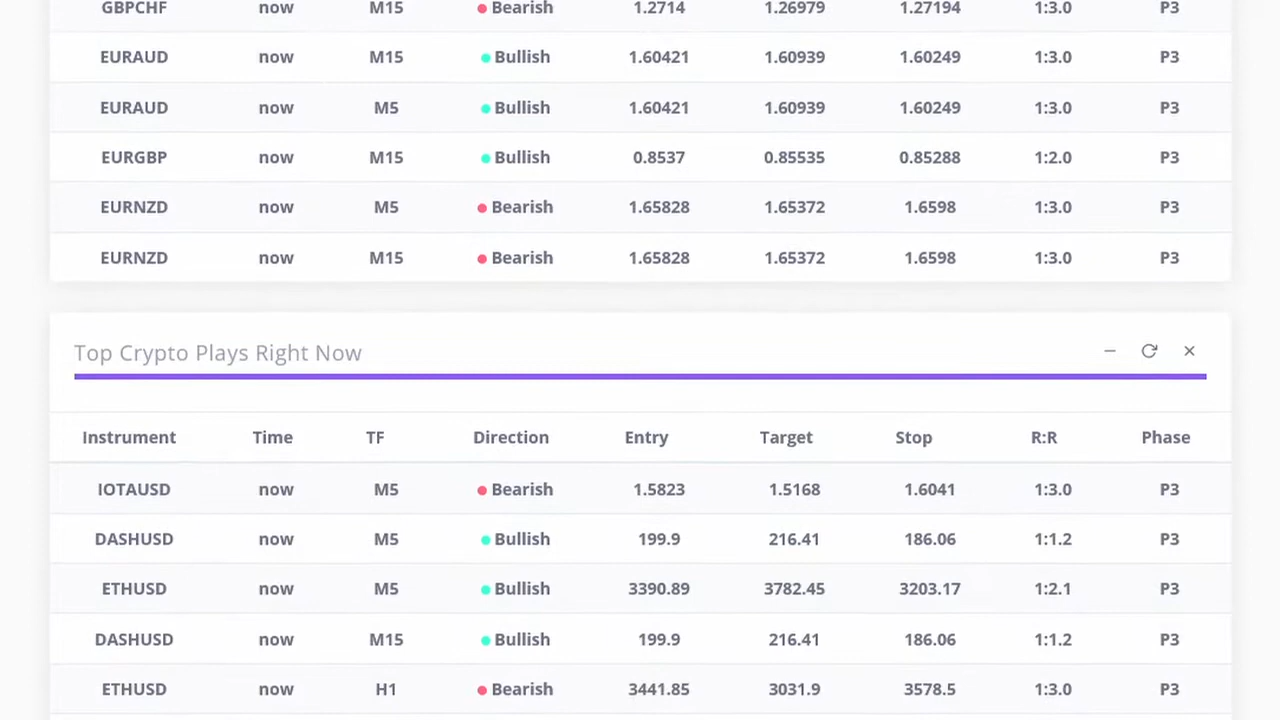 GBPCHF now M15 Bearish 1.2714 1.26979 1.27194 1:3.0 P3
EURAUD now M15 Bullish 1.60421 1.60939 1.60249 1:3.0 P3
EURAUD now M5 Bullish 1.60421 1.60939 1.60249 1:3.0 P3
EURGBP now M15 Bullish 0.8537 0.85535 0.85288 1:2.0 P3
EURNZD now M5 Bearish 1.65828 1.65372 1.6598 1:3.0 P3
EURNZD now M15 Bearish 1.65828 1.65372 1.6598 1:3.0 P3
Top Crypto Plays Right Now
Instrument Time TF Direction Entry Target Stop R:R Phase
IOTAUSD now M5 Bearish 1.5823 1.5168 1.6041 1:3.0 P3
DASHUSD now M5 Bullish 199.9 216.41 186.06 1:1.2 P3
ETHUSD now M5 Bullish 3390.89 3782.45 3203.17 1:2.1 P3
DASHUSD now M15 Bullish 199.9 216.41 186.06 1:1.2 P3
ETHUSD now H1 Bearish 3441.85 3031.9 3578.5 1:3.0 P3